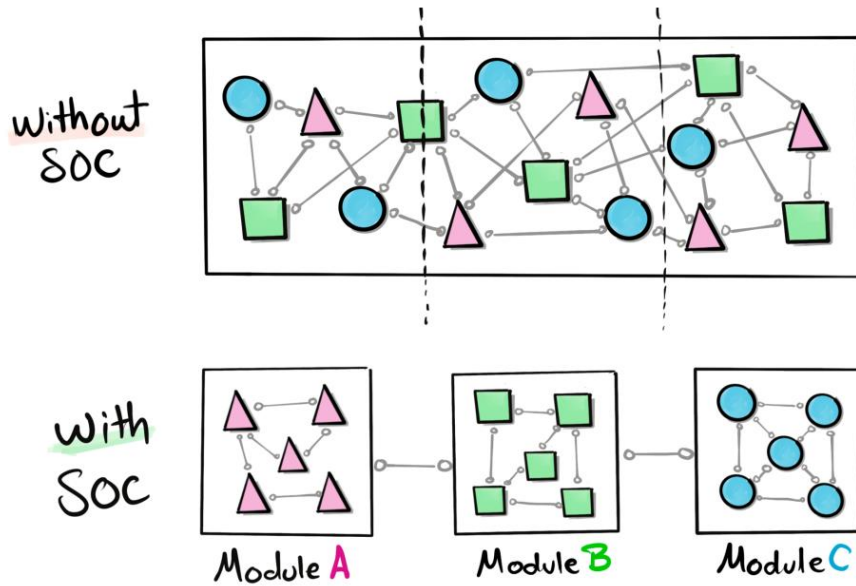 Without
SOC
With
SOC
Module A
Module B
Module C